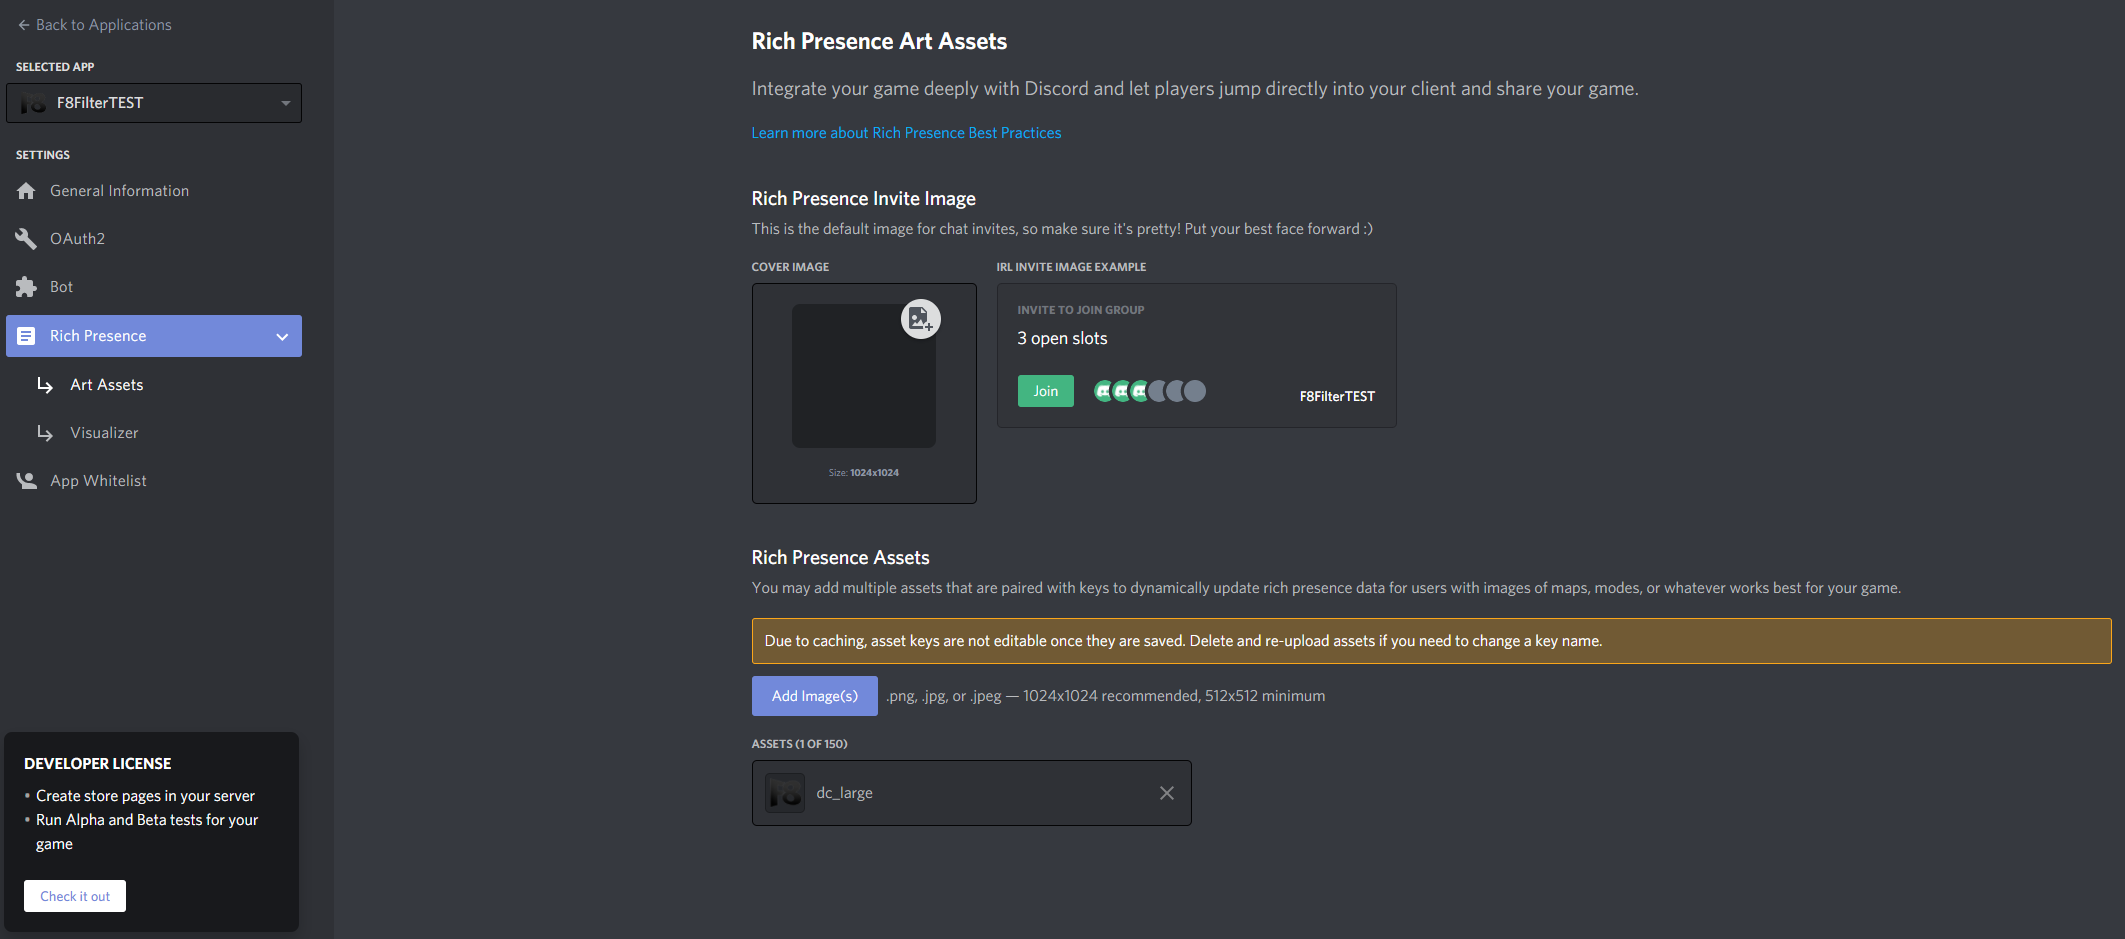 Back to Applications
SELECTED APP
F8FilterTEST
SETTINGS
General Information
OAuth2
Bot
Rich Presence
Art Assets
Visualizer
App Whitelist
DEVELOPER LICENSE
• Create store pages in your server
• Run Alpha and Beta tests for your
game
Check it out
Rich Presence Art Assets
Integrate your game deeply with Discord and let players jump directly into your client and share your game.
Learn more about Rich Presence Best Practices
Rich Presence Invite Image
This is the default image for chat invites, so make sure it's pretty! Put your best face forward :)
COVER IMAGE
Size: 1024x1024
IRL INVITE IMAGE EXAMPLE
INVITE TO JOIN GROUP
3 open slots
Join
F8FilterTEST
Rich Presence Assets
You may add multiple assets that are paired with keys to dynamically update rich presence data for users with images of maps, modes, or whatever works best for your game.
Due to caching, asset keys are not editable once they are saved. Delete and re-upload assets if you need to change a key name.
Add Image(s) .png, .jpg, or .jpeg — 1024x1024 recommended, 512x512 minimum
ASSETS (1 OF 150)
F8 dc_large